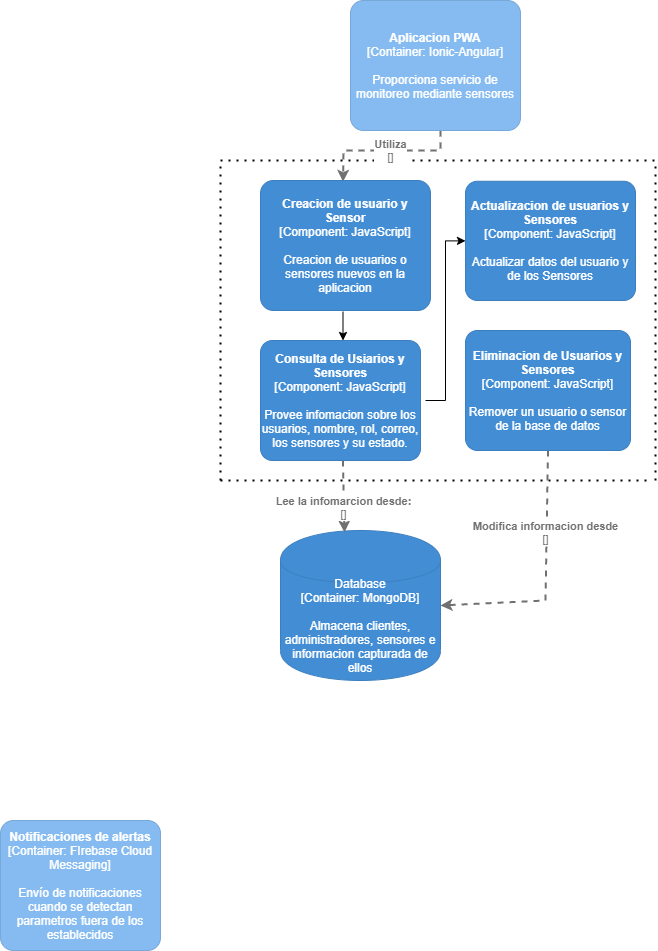 Aplicacion PWA
[Container: Ionic-Angular]
Proporciona servicio de
monitoreo mediante sensores
Utiliza
[]
Creacion de usuario y
Sensor
[Component: JavaScript]
Creacion de usuarios o
sensores nuevos en la
aplicacion
Actualizacion de usuarios y
Sensores
[Component: JavaScript]
Actualizar datos del usuario y
de los Sensores
Consulta de Usiarios y
Sensores
[Component: JavaScript]
Provee infomacion sobre los
usuarios, nombre, rol, correo,
los sensores y su estado.
Eliminacion de Usuarios y
Sensores
[Component: JavaScript]
Remover un usuario o sensor
de la base de datos
Lee la infomarcion desde:
[]
Modifica informacion desde
[]
Database
[Container: MongoDB]
Almacena clientes,
administradores, sensores e
informacion capturada de
ellos
Notificaciones de alertas
[Container: FIrebase Cloud
Messaging]
Envío de notificaciones
cuando se detectan
parametros fuera de los
establecidos